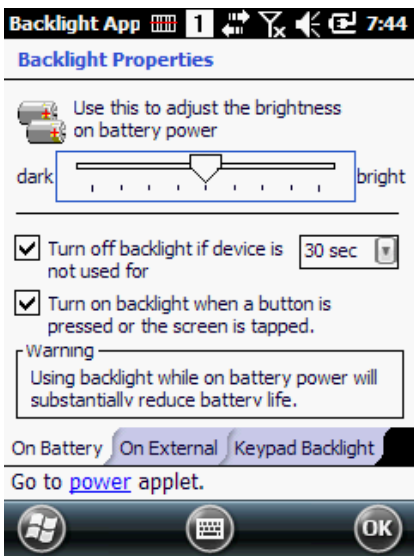 Backlight App 1 7:44
Backlight Properties
Use this to adjust the brightness
on battery power
dark bright
Turn off backlight if device is 30 sec
not used for
Turn on backlight when a button is
pressed or the screen is tapped.
Warning
Using backlight while on battery power will
substantially reduce battery life.
On Battery On External Keypad Backlight
Go to power applet.
OK